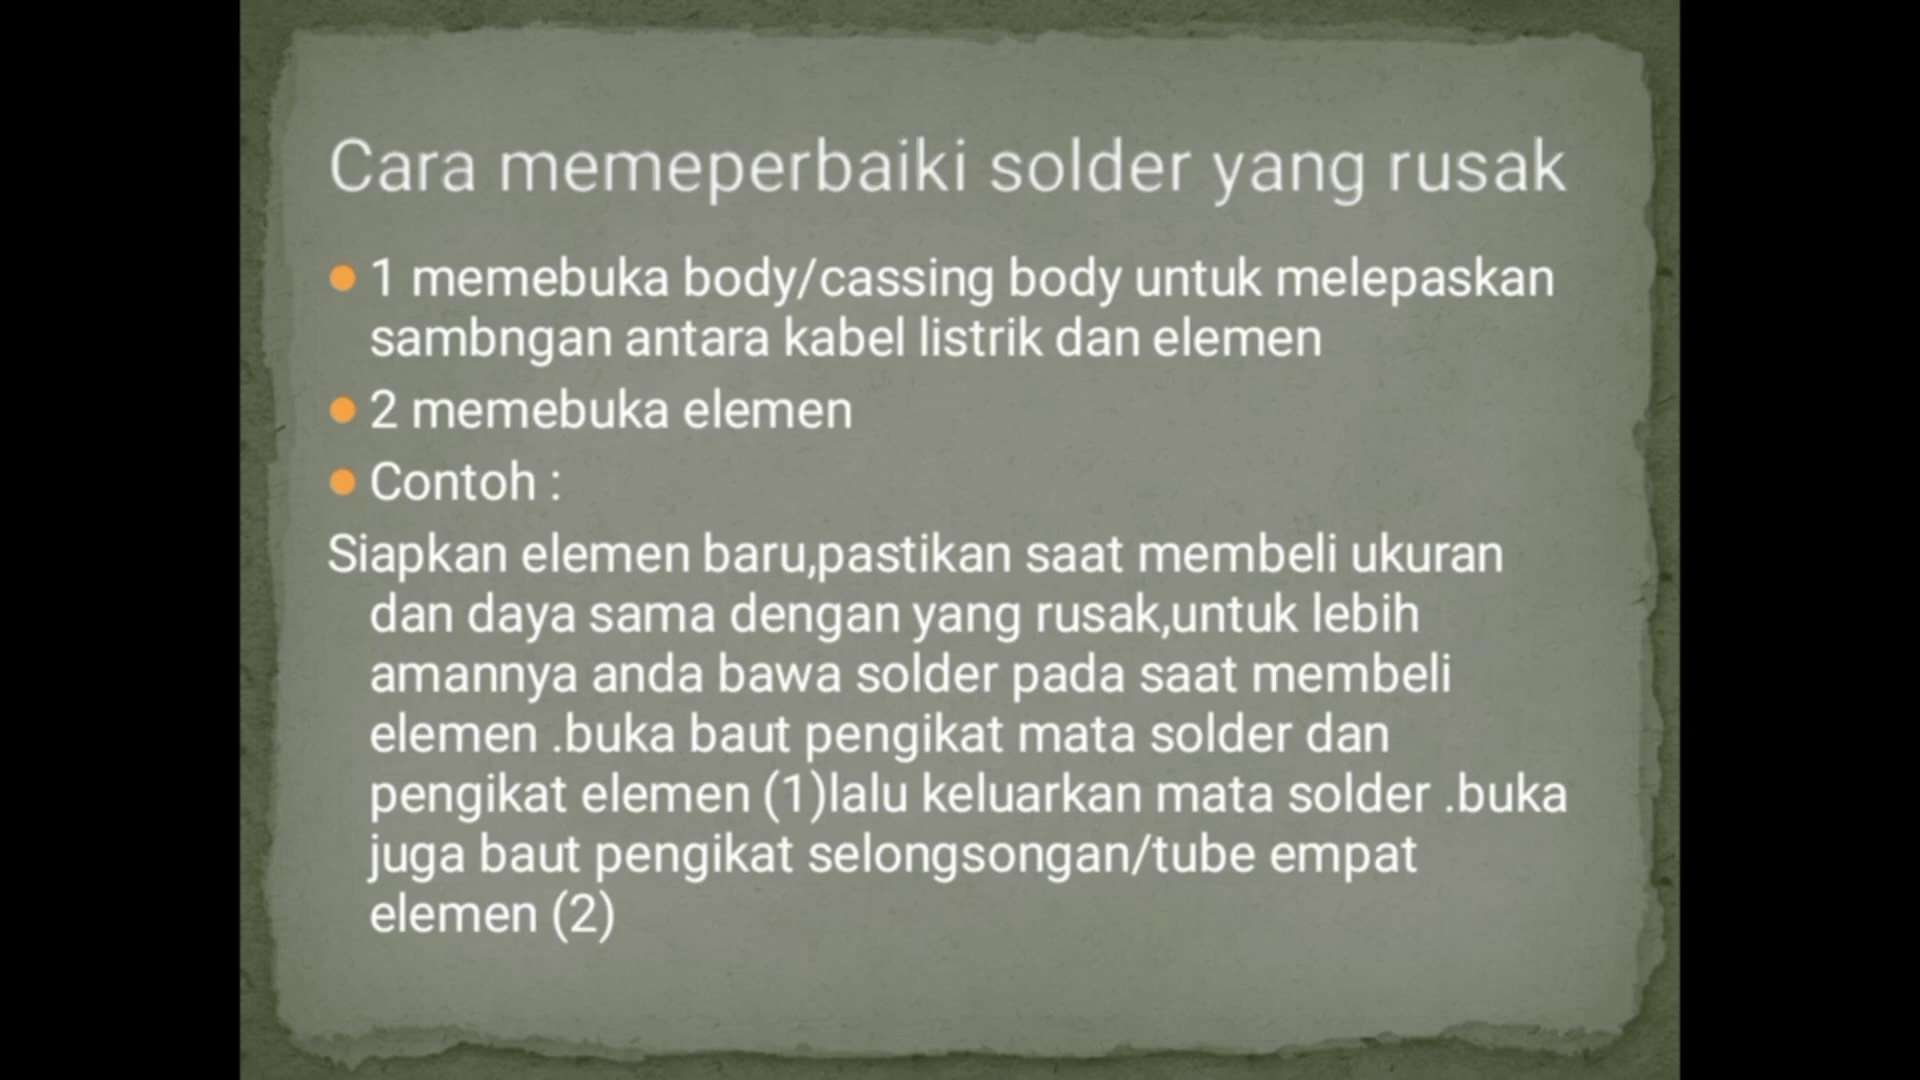 Cara memeperbaiki solder yang rusak
1 memebuka body/cassing body untuk melepaskan
sambngan antara kabel listrik dan elemen
2 memebuka elemen
Contoh :
Siapkan elemen baru,pastikan saat membeli ukuran
dan daya sama dengan yang rusak,untuk lebih
amannya anda bawa solder pada saat membeli
elemen .buka baut pengikat mata solder dan
pengikat elemen (1)lalu keluarkan mata solder .buka
juga baut pengikat selongsongan/tube empat
elemen (2)